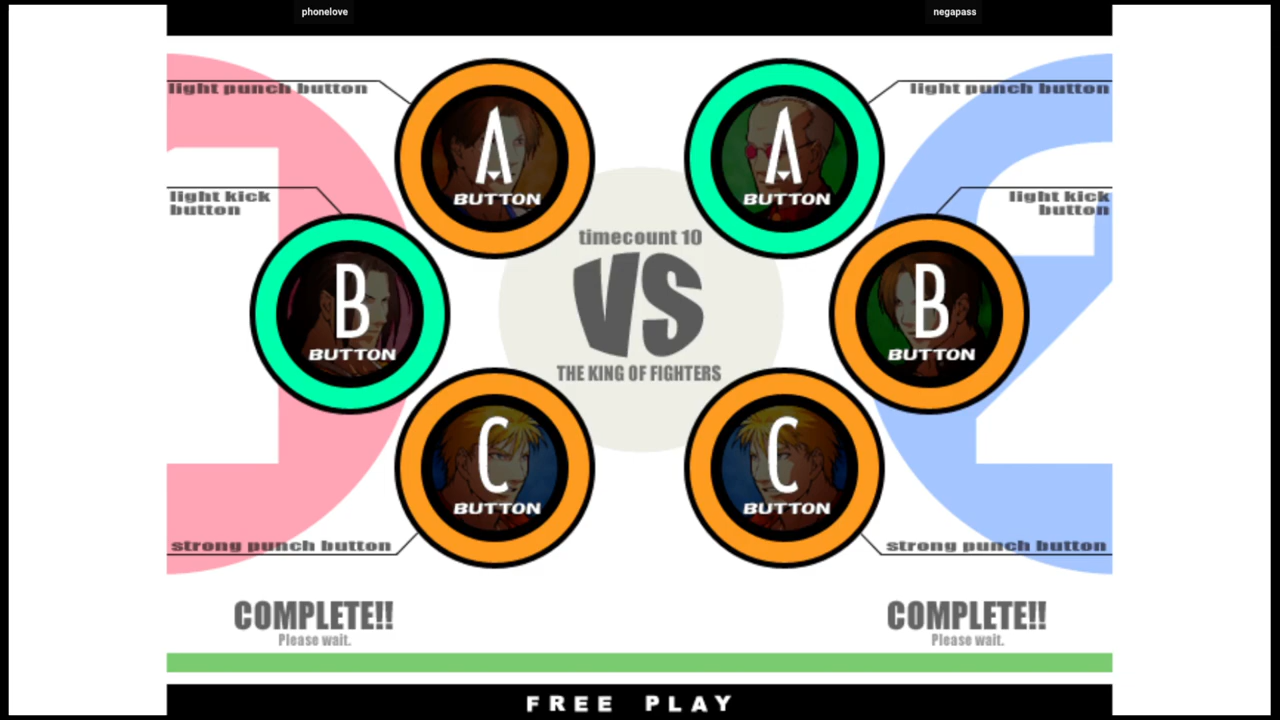 phonelove
negapass
light punch button
A
BUTTON
A
BUTTON
light punch button
light kick
button
B
BUTTON
timecount 10
VS
THE KING OF FIGHTERS
B
BUTTON
light kick
button
C
BUTTON
C
BUTTON
strong punch button
strong punch button
COMPLETE!!
Please wait.
COMPLETE!!
Please wait.
FREE PLAY
1
2